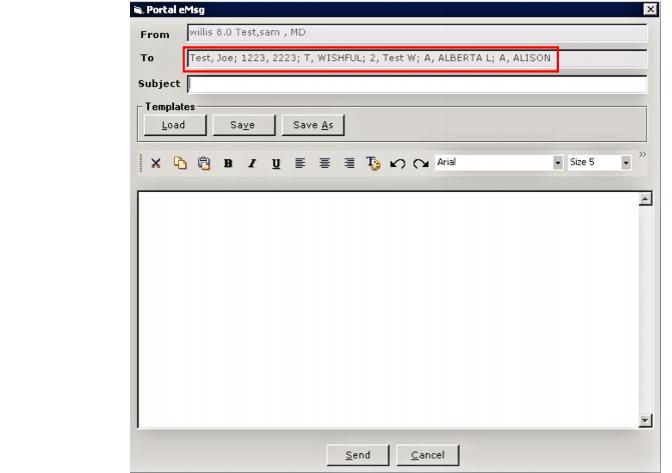 Portal eMsg
From willis 8.0 Test,sam , MD
To Test, Joe; 1223, 2223; T, WISHFUL; 2, Test W; A, ALBERTA L; A, ALISON
Subject
Templates
Load Save Save As
B I U Arial Size 5 »
Send Cancel